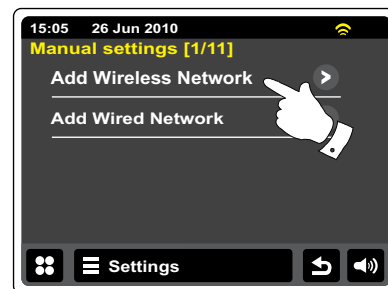 15:05 26 Jun 2010
Manual settings [1/11]
Add Wireless Network
Add Wired Network
Settings